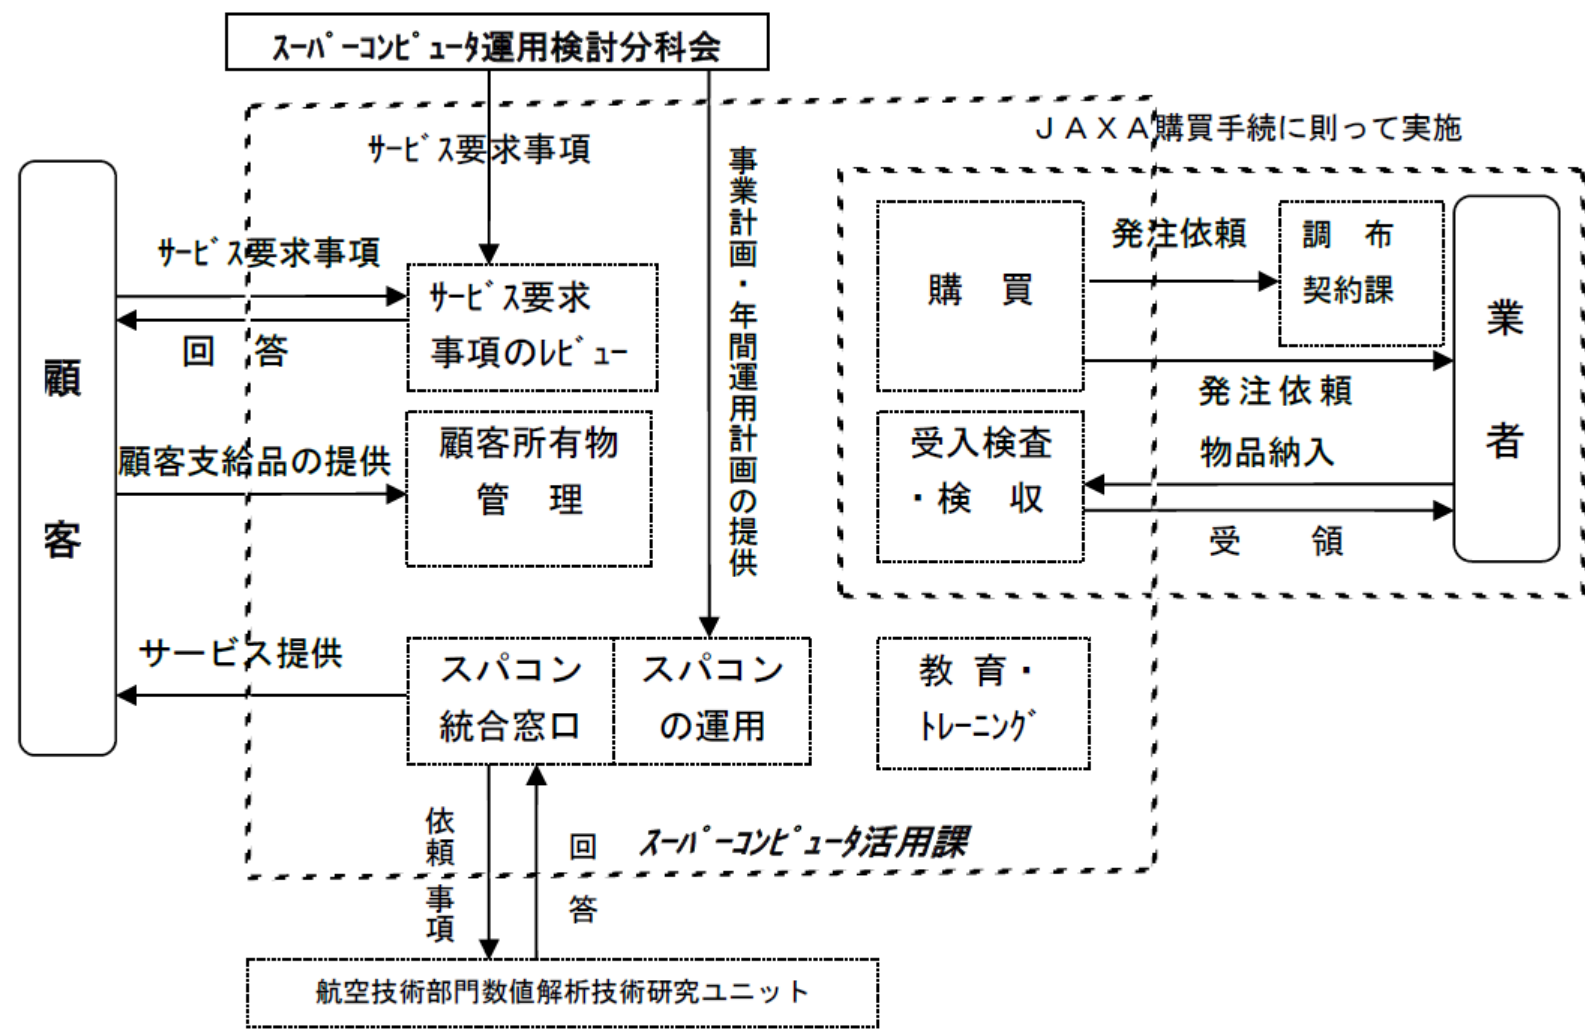 ｽｰﾊﾟｰｺﾝﾋﾟｭｰﾀ運用検討分科会
ｻｰﾋﾞｽ要求事項
ＪＡＸＡ購買手続に則って実施
事業計画・年間運用計画の提供
顧客
ｻｰﾋﾞｽ要求事項
回　答
ｻｰﾋﾞｽ要求
事項のﾚﾋﾞｭｰ
顧客支給品の提供
顧客所有物
管　理
サービス提供
スパコン
統合窓口
スパコン
の運用
購　買
発注依頼
調　布
契約課
発注依頼
業者
受入検査
・検　収
物品納入
受　領
教 育・
ﾄﾚｰﾆﾝｸﾞ
依頼事項
回答
ｽｰﾊﾟｰｺﾝﾋﾟｭｰﾀ活用課
航空技術部門数値解析技術研究ユニット